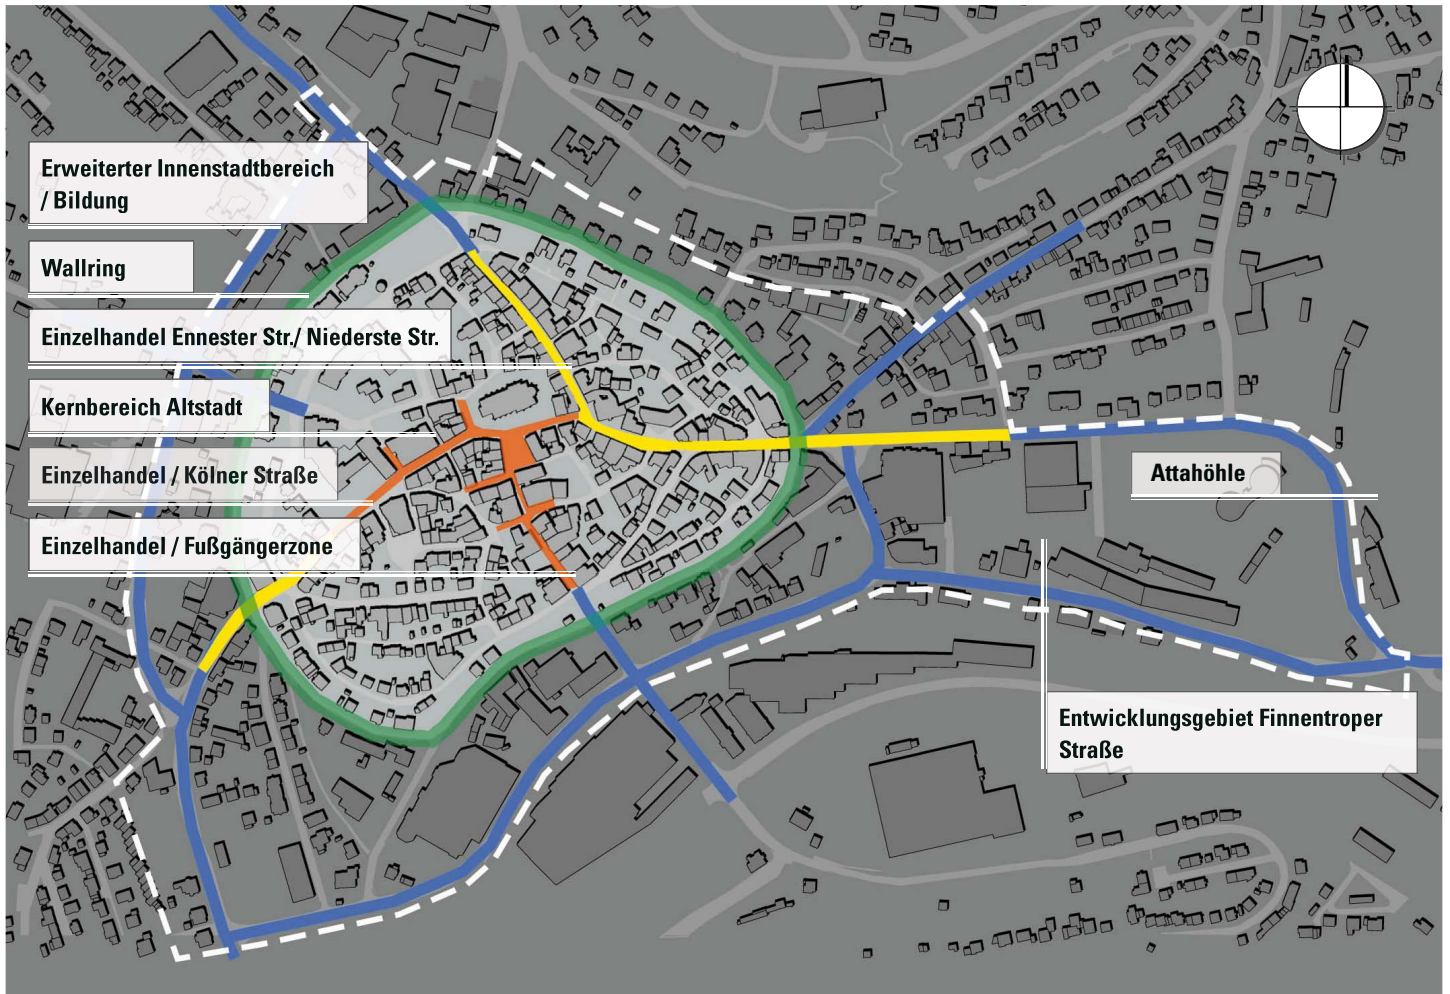 Erweiterter Innenstadtbereich
/ Bildung
Wallring
Einzelhandel Ennester Str./ Niederste Str.
Kernbereich Altstadt
Einzelhandel / Kölner Straße
Einzelhandel / Fußgängerzone
Attahöhle
Entwicklungsgebiet Finnentroper
Straße